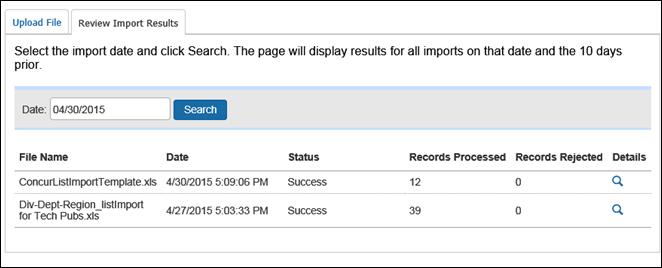 Upload File Review Import Results
Select the import date and click Search. The page will display results for all imports on that date and the 10 days
prior.
Date: 04/30/2015 Search
File Name Date Status Records Processed Records Rejected Details
ConcurListImportTemplate.xls 4/30/2015 5:09:06 PM Success 12 0
Div-Dept-Region_listImport
for Tech Pubs.xls 4/27/2015 5:03:33 PM Success 39 0